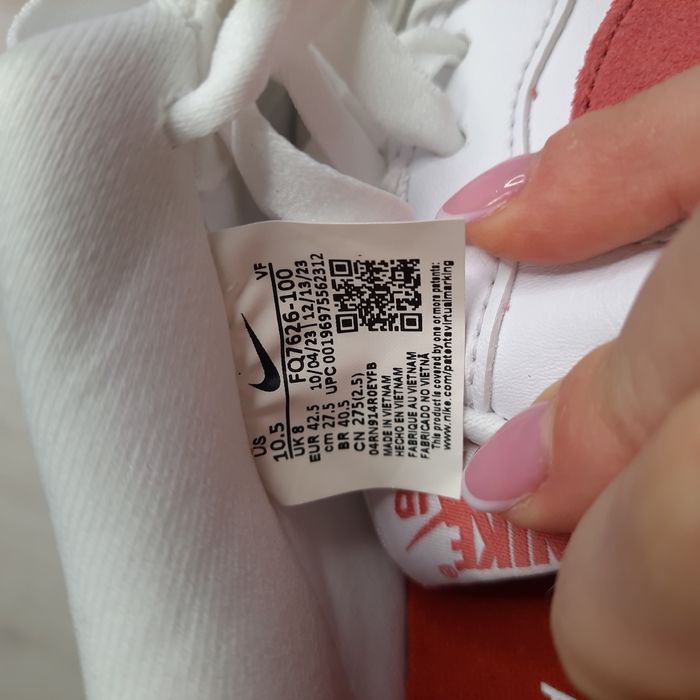 US VF
10.5
UK 8 FQ7626-100
EUR 42.5 10/04/23 | 12/13/23
cm 27.5 UPC 00196975562312
BR 40.5
CN 275(2.5)
04RN914R0EYFB
MADE IN VIETNAM
HECHO EN VIETNAM
FABRIQUE AU VIETNAM
FABRICADO NO VIETNÃ
This product is covered by one or more patents:
www.nike.com/patentsvirtualmarking
NIKE